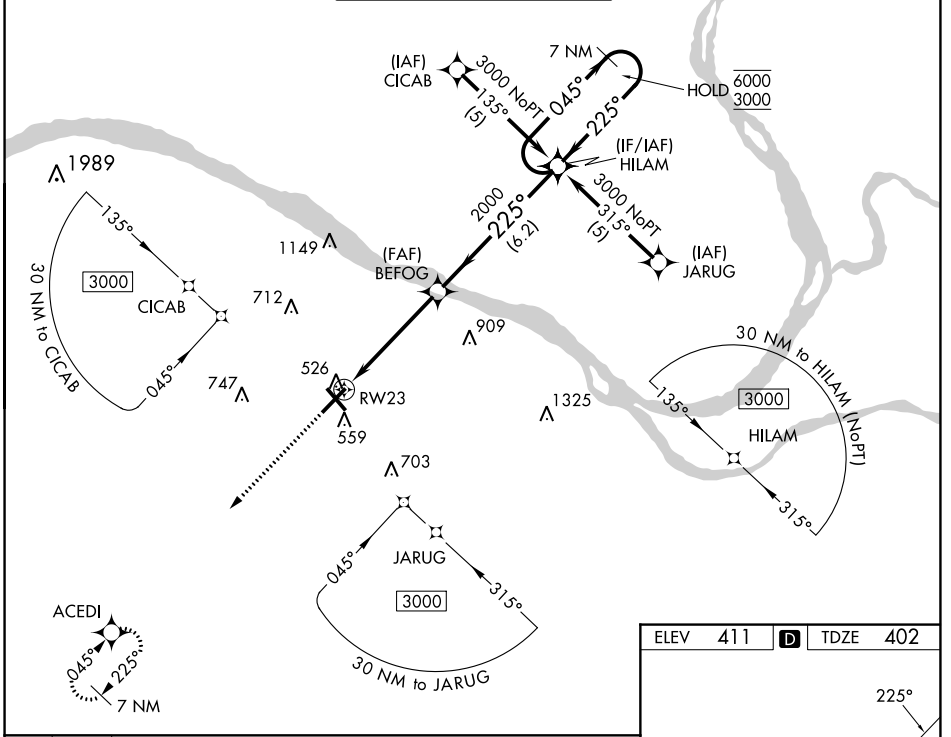 7 NM
(IAF)
CICAB
3000 NoPT
135°
(5)
045°
225°
HOLD 6000
3000
(IF/IAF)
HILAM
3000 NoPT
315°
(5)
(IAF)
JARUG
2000
225°
(6.2)
(FAF)
BEFOG
1989
1149
712
909
747
526
RW23
559
703
1325
135°
3000
CICAB
045°
30 NM to CICAB
30 NM to HILAM (NoPT)
3000
135°
HILAM
315°
045°
JARUG
315°
3000
30 NM to JARUG
ACEDI
045°
225°
7 NM
ELEV 411 D TDZE 402
225°